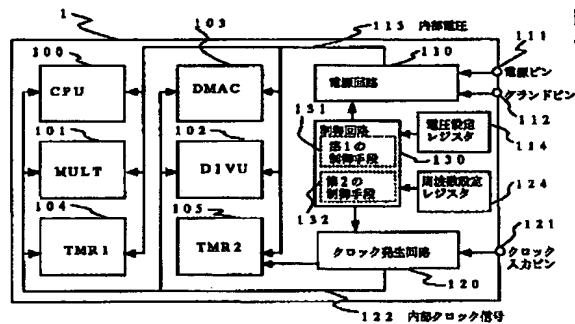 1
113 内部電圧
100
103
110
111
CPU
DMAC
電源回路
電源ピン
グランドピン
112
101
102
131
制御回路
第1の
制御手段
130
電圧設定
レジスタ
114
MULT
DIVU
第2の
制御手段
132
周波数設定
レジスタ
124
104
105
TMR1
TMR2
クロック発生回路
120
121
クロック
入力ピン
122 内部クロック信号